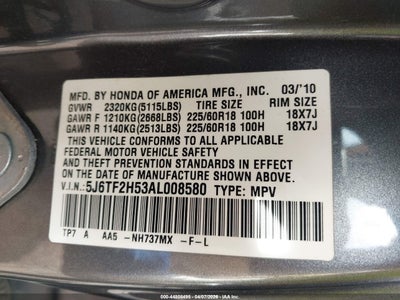 MFD. BY HONDA OF AMERICA MFG., INC. 03/'10
GVWR 2320KG(5115LBS) TIRE SIZE RIM SIZE
GAWR F 1210KG(2668LBS) 225/60R18 100H 18X7J
GAWR R 1140KG(2513LBS) 225/60R18 100H 18X7J
THIS VEHICLE CONFORMS TO ALL APPLICABLE
FEDERAL MOTOR VEHICLE SAFETY AND
THEFT PREVENTION STANDARDS IN EFFECT
ON THE DATE OF MANUFACTURE SHOWN ABOVE.
V.I.N.:5J6TF2H53AL008580 TYPE: MPV
TP7 A AA5 -NH737MX -F-L